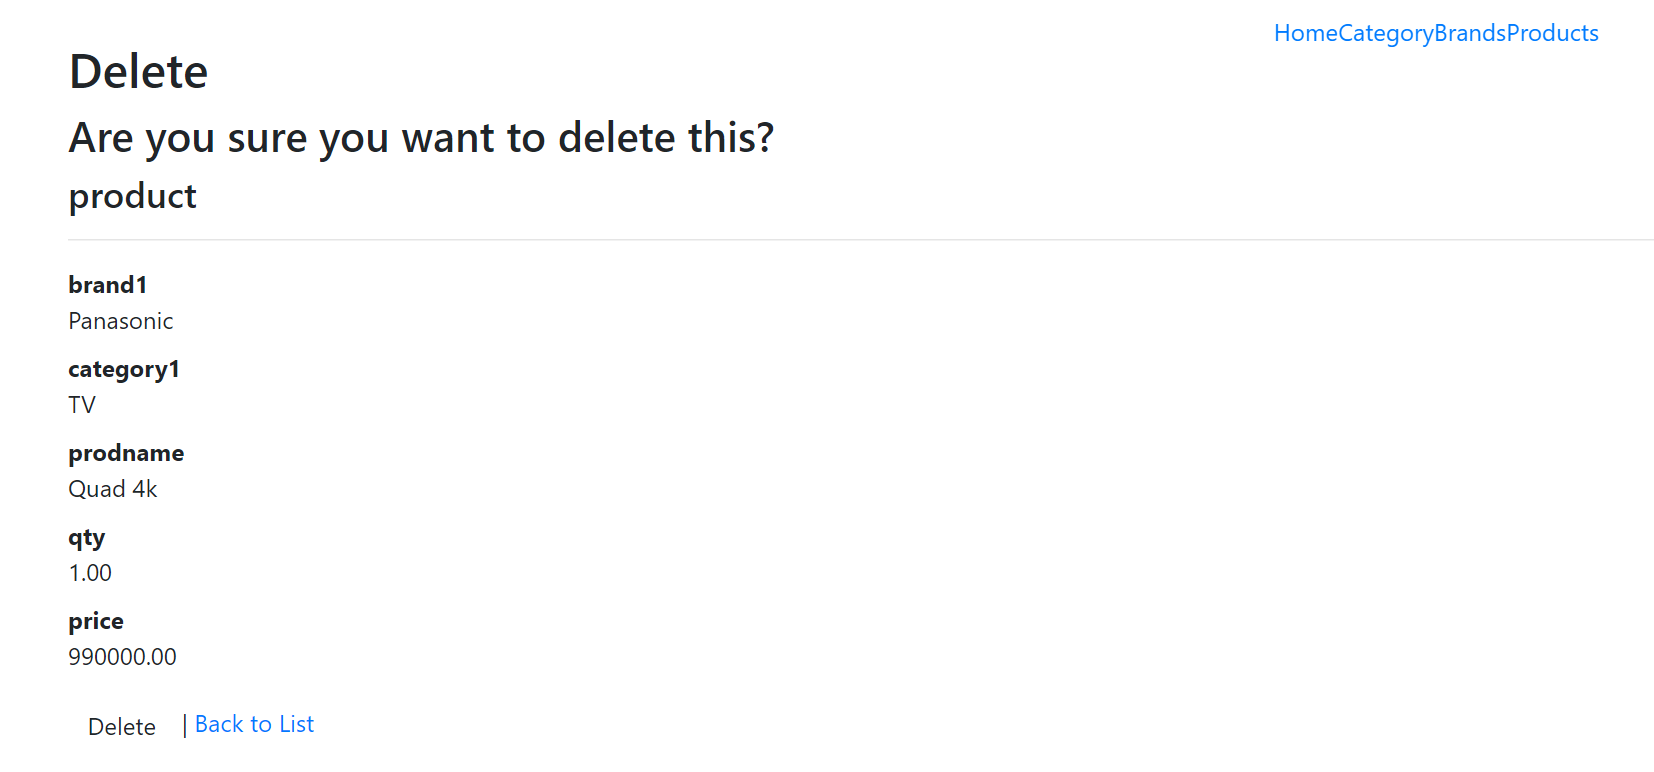 HomeCategoryBrandsProducts
Delete
Are you sure you want to delete this?
product
brand1
Panasonic
category1
TV
prodname
Quad 4k
qty
1.00
price
990000.00
Delete | Back to List